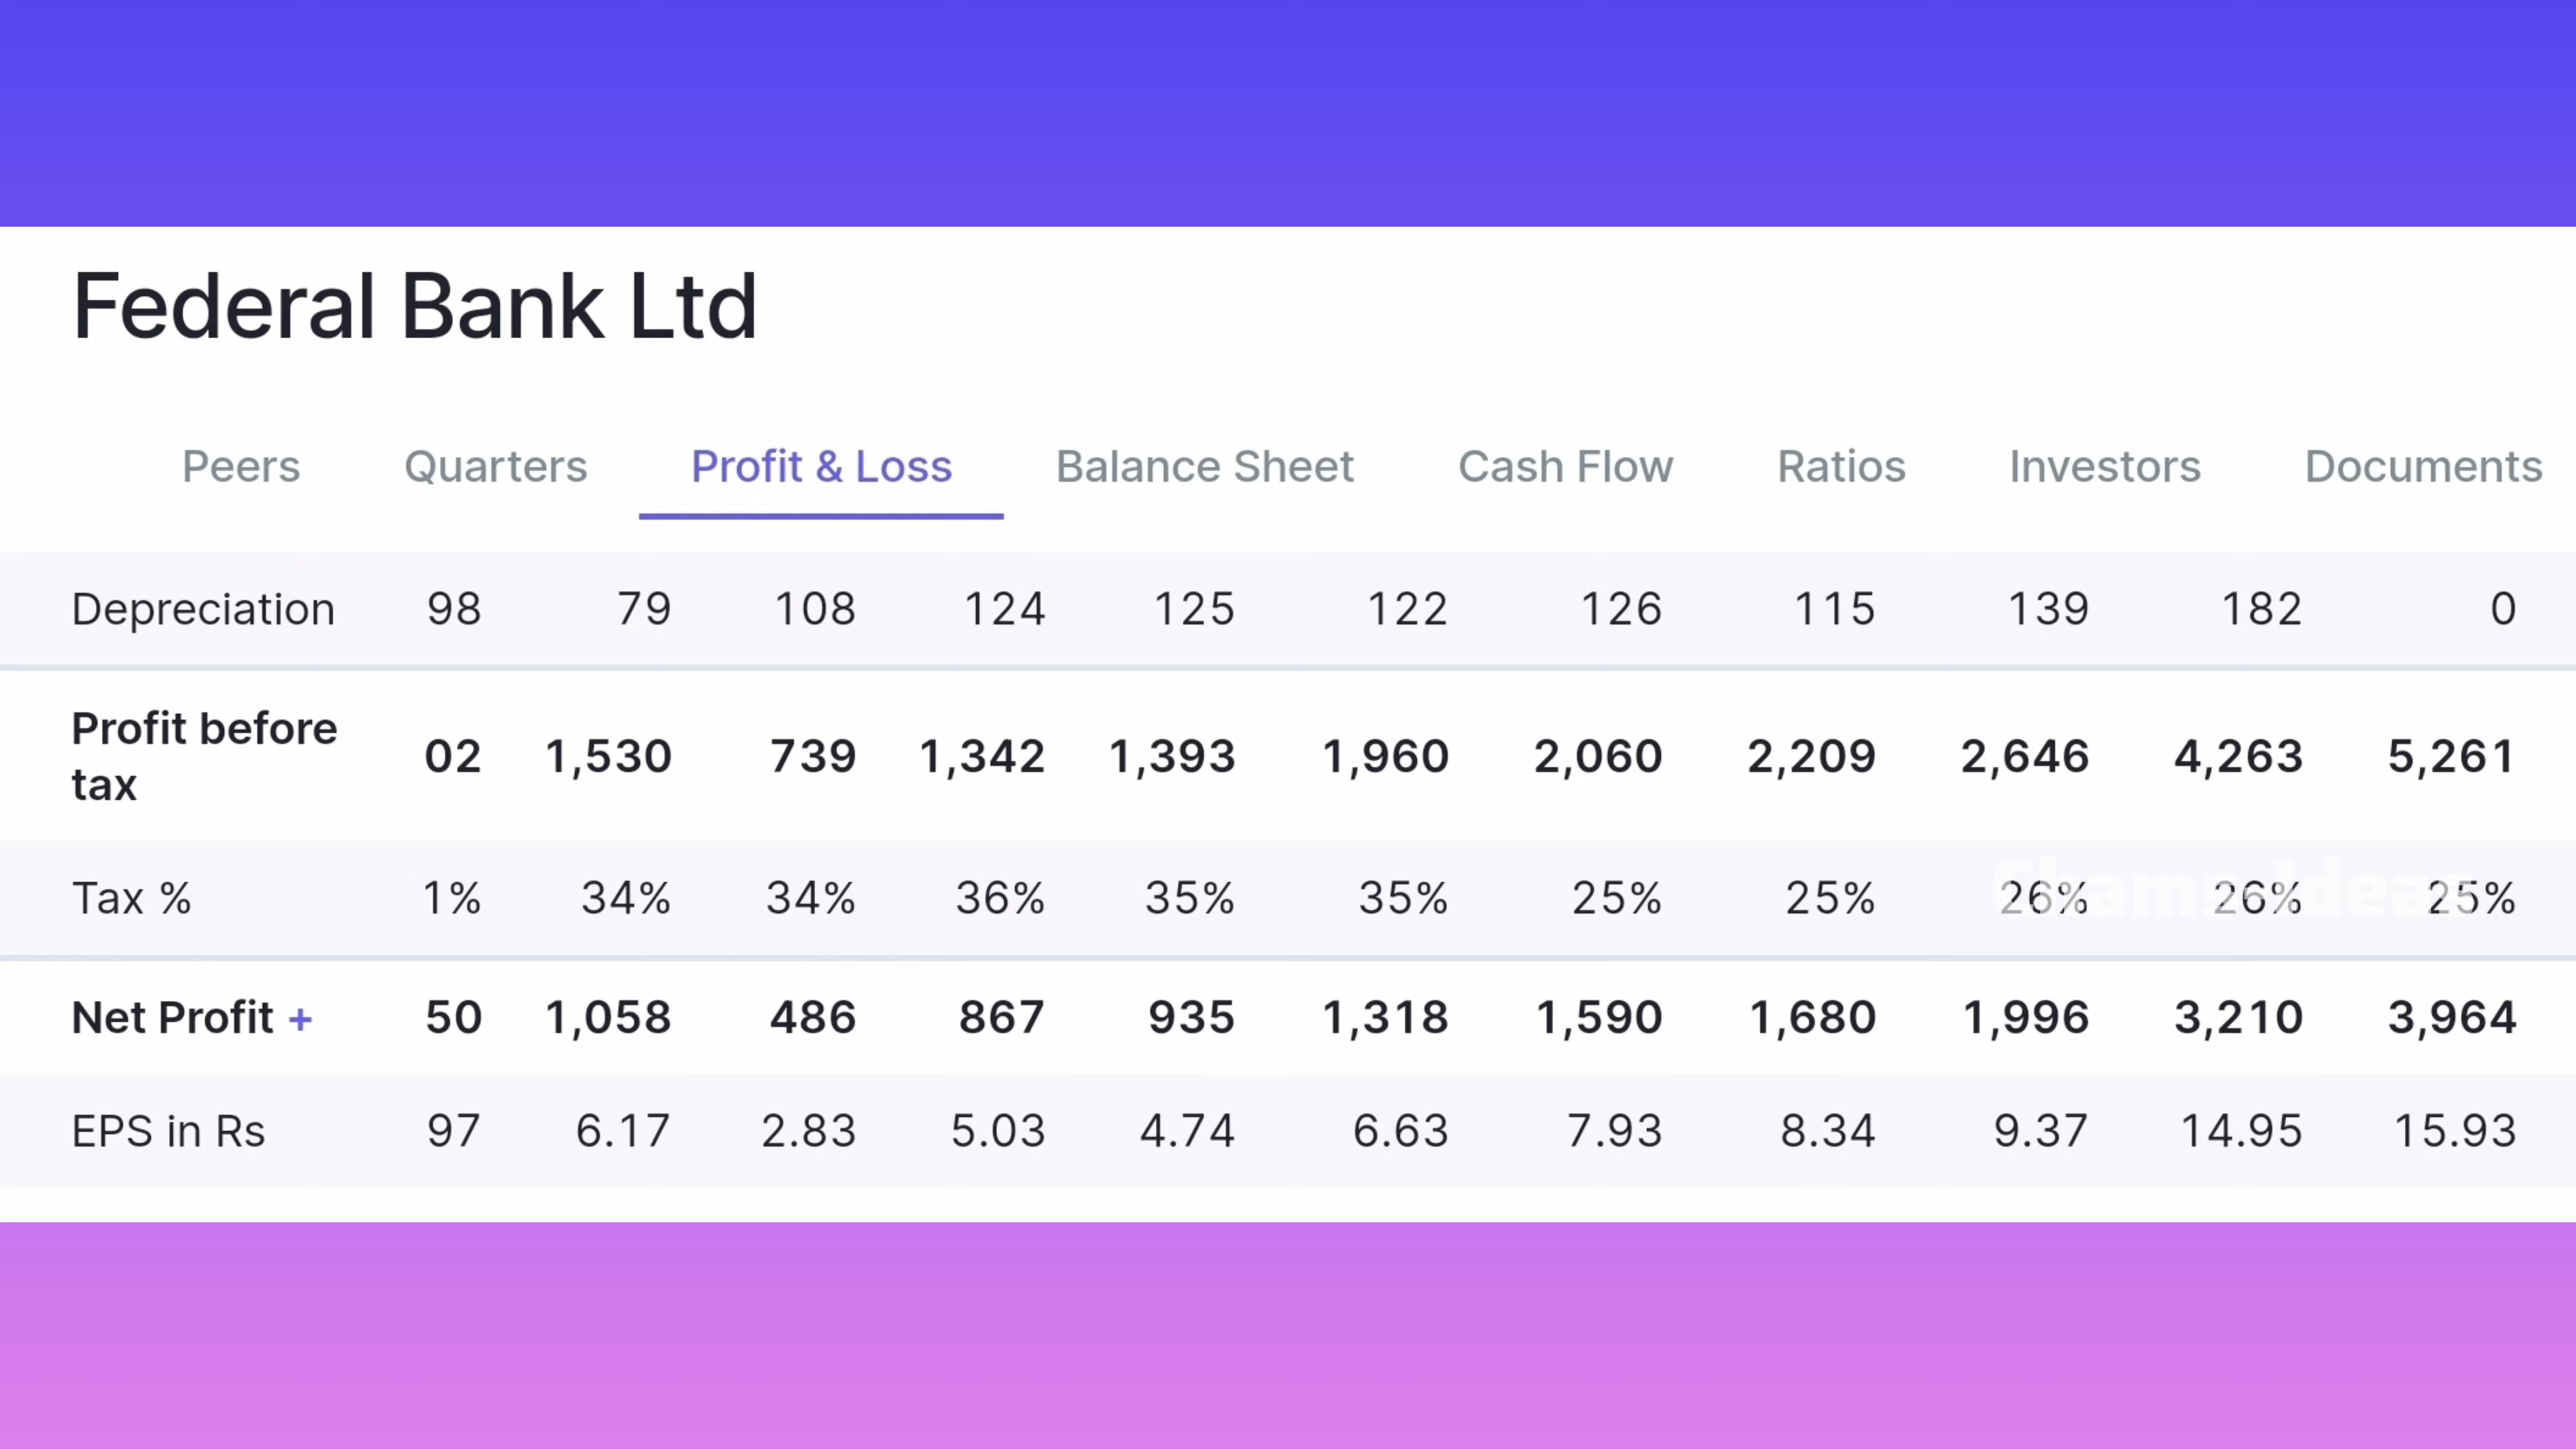 Federal Bank Ltd
Peers Quarters Profit & Loss Balance Sheet Cash Flow Ratios Investors Documents
Depreciation 98 79 108 124 125 122 126 115 139 182 0
Profit before
tax 02 1,530 739 1,342 1,393 1,960 2,060 2,209 2,646 4,263 5,261
Tax % 1% 34% 34% 36% 35% 35% 25% 25% 26% 26% 25%
Chams-Ideas
Net Profit + 50 1,058 486 867 935 1,318 1,590 1,680 1,996 3,210 3,964
EPS in Rs 97 6.17 2.83 5.03 4.74 6.63 7.93 8.34 9.37 14.95 15.93